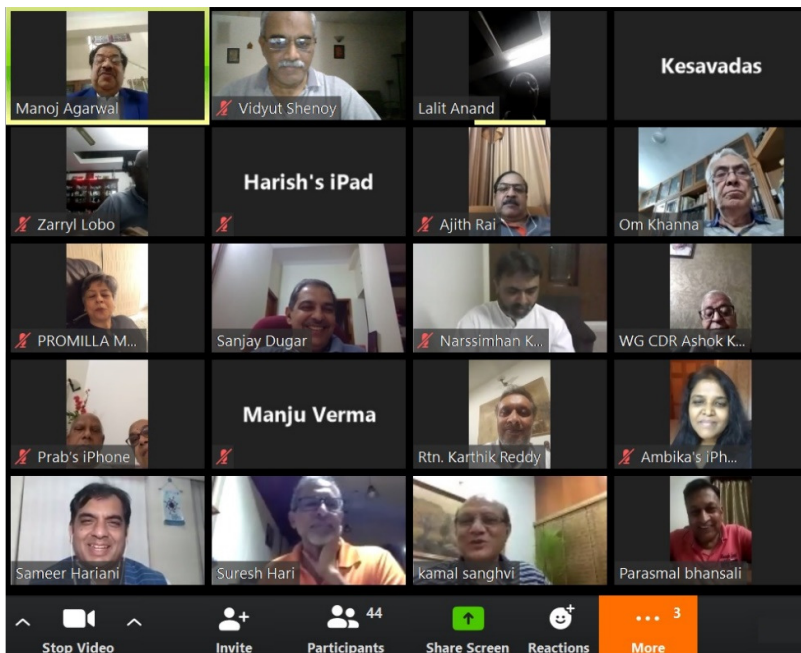 Manoj Agarwal
Vidyut Shenoy
Lalit Anand
Kesavadas
Zarryl Lobo
Harish's iPad
Ajith Rai
Om Khanna
PROMILLA M...
Sanjay Dugar
Narssimhan K...
WG CDR Ashok K...
Prab's iPhone
Manju Verma
Rtn. Karthik Reddy
Ambika's iPh...
Sameer Hariani
Suresh Hari
kamal sanghvi
Parasmal bhansali
44
3
Stop Video
Invite
Participants
Share Screen
Reactions
More